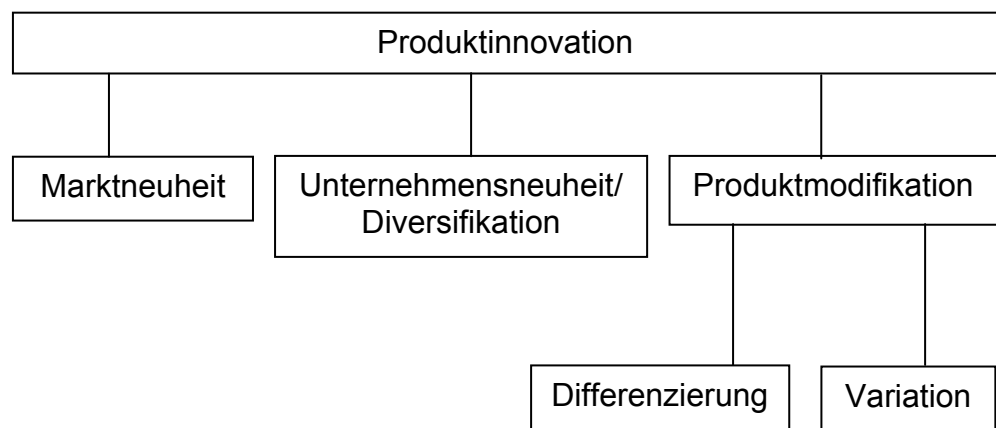 Produktinnovation
Marktneuheit
Unternehmensneuheit/
Diversifikation
Produktmodifikation
Differenzierung
Variation